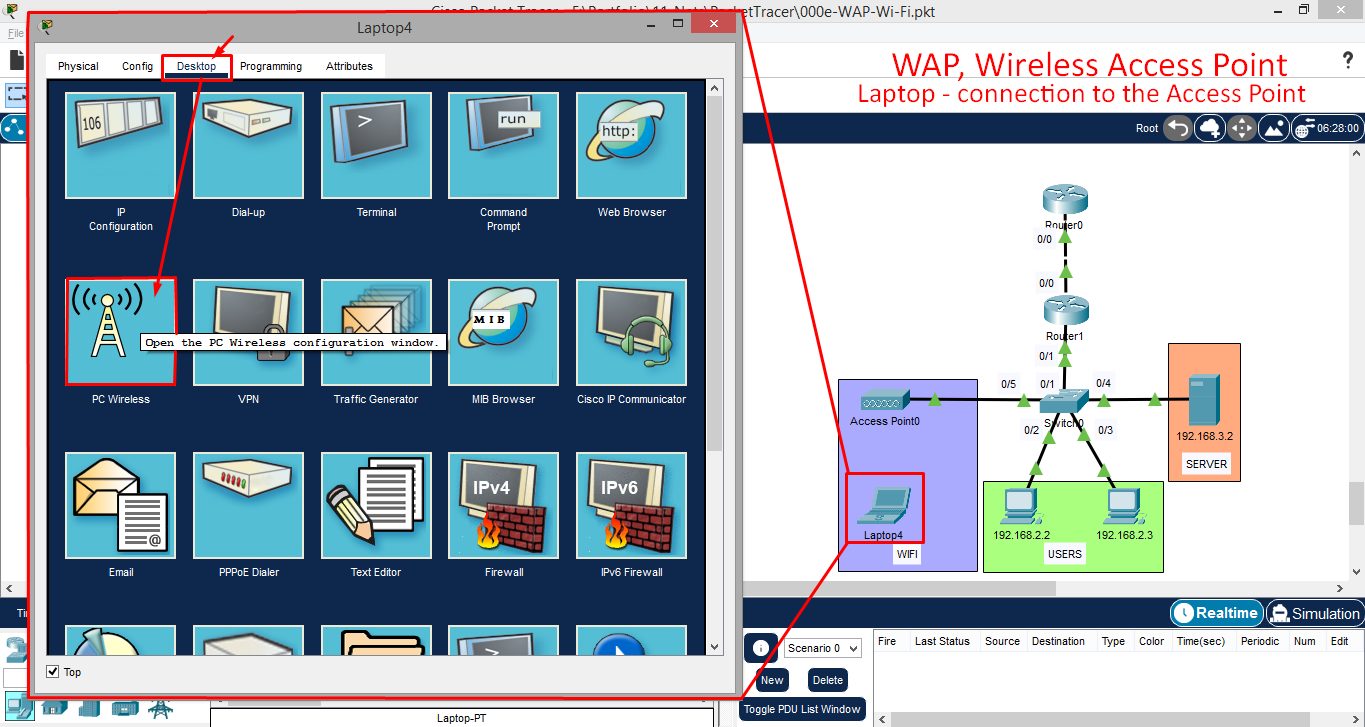 Cisco Packet Tracer - E:\Portfolio\11-Nets\PacketTracer\000e-WAP-Wi-Fi.pkt
File
Laptop4
Physical Config Desktop Programming Attributes
WAP, Wireless Access Point
Laptop - connection to the Access Point
?
Root
06:28:00
106
>
run
http:
IP
Configuration
Dial-up
Terminal
Command
Prompt
Web Browser
MIB
Open the PC Wireless configuration window.
PC Wireless
VPN
Traffic Generator
MIB Browser
Cisco IP Communicator
@
IPv4
IPv6
Email
PPPoE Dialer
Text Editor
Firewall
IPv6 Firewall
>
Top
Router0
0/0
0/0
Router1
0/1
0/5
0/1
0/4
Access Point0
Switch0
0/2
0/3
192.168.3.2
SERVER
Laptop4
WIFI
192.168.2.2
192.168.2.3
USERS
Realtime
Simulation
Scenario 0
New
Delete
Toggle PDU List Window
Fire Last Status Source Destination Type Color Time(sec) Periodic Num Edit
Laptop-PT